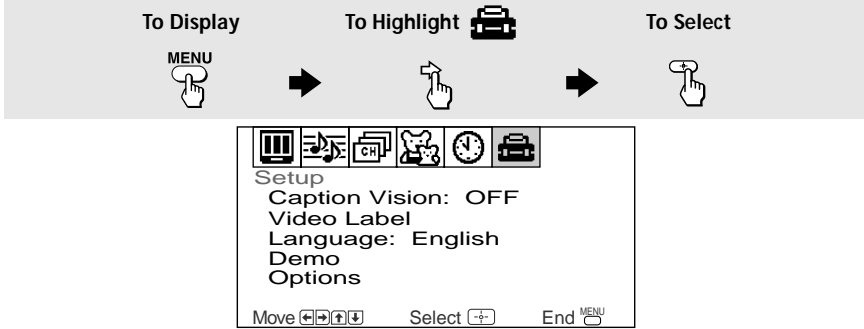 To Display To Highlight To Select
MENU
CH
Setup
Caption Vision: OFF
Video Label
Language: English
Demo
Options
Move Select End MENU